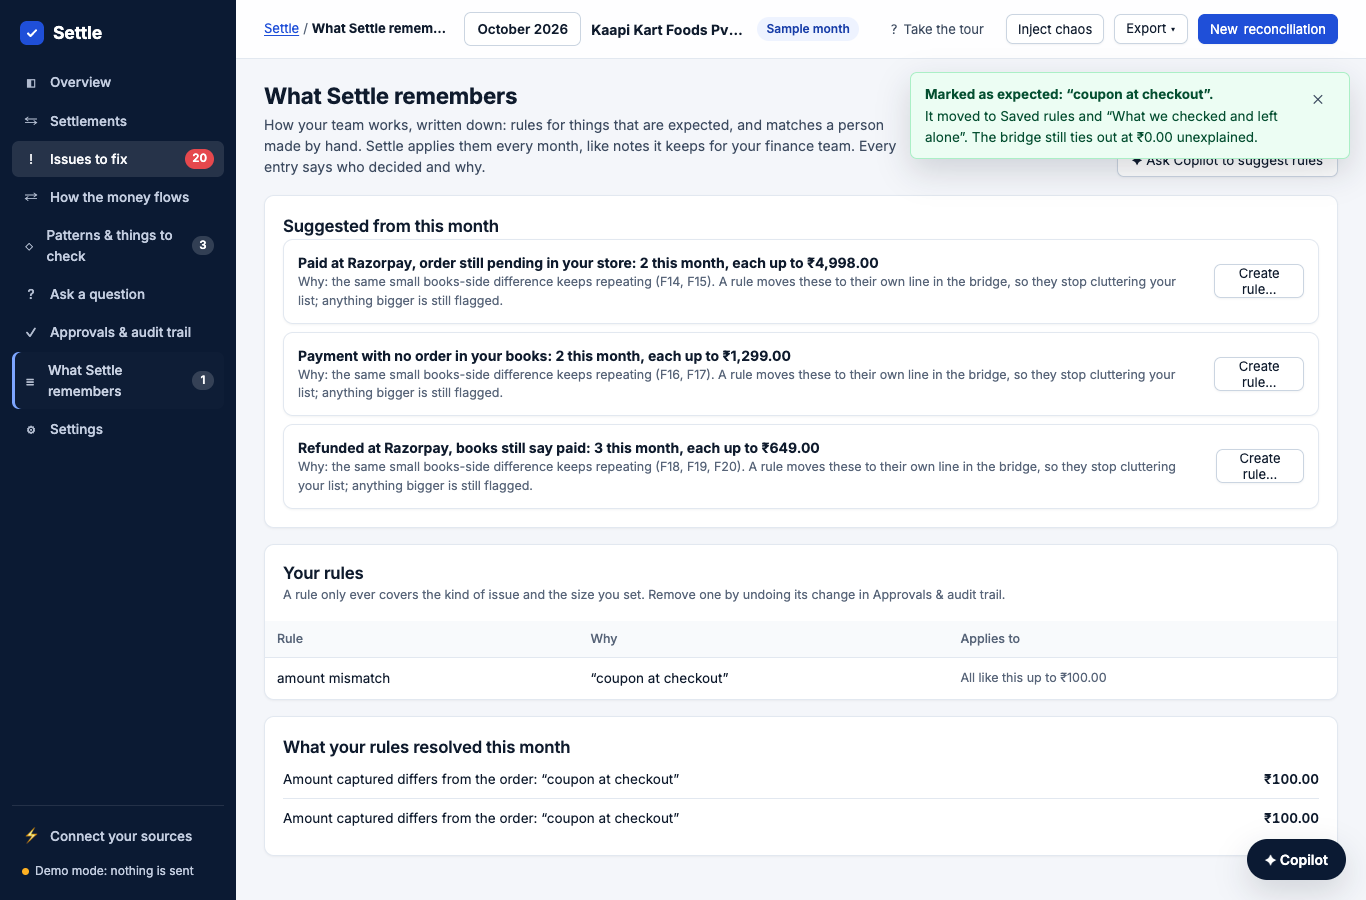 Settle
Overview
Settlements
Issues to fix
20
How the money flows
Patterns & things to
check
3
Ask a question
Approvals & audit trail
What Settle
remembers
1
Settings
Connect your sources
Demo mode: nothing is sent
Settle / What Settle remem...
October 2026
Kaapi Kart Foods Pv...
Sample month
? Take the tour
Inject chaos
Export
New reconciliation
Marked as expected: “coupon at checkout”.
It moved to Saved rules and “What we checked and left
alone”. The bridge still ties out at ₹0.00 unexplained.
What Settle remembers
How your team works, written down: rules for things that are expected, and matches a person
made by hand. Settle applies them every month, like notes it keeps for your finance team. Every
entry says who decided and why.
Ask Copilot to suggest rules
Suggested from this month
Paid at Razorpay, order still pending in your store: 2 this month, each up to ₹4,998.00
Why: the same small books-side difference keeps repeating (F14, F15). A rule moves these to their own line in the bridge, so they stop cluttering your
list; anything bigger is still flagged.
Create
rule...
Payment with no order in your books: 2 this month, each up to ₹1,299.00
Why: the same small books-side difference keeps repeating (F16, F17). A rule moves these to their own line in the bridge, so they stop cluttering your
list; anything bigger is still flagged.
Create
rule...
Refunded at Razorpay, books still say paid: 3 this month, each up to ₹649.00
Why: the same small books-side difference keeps repeating (F18, F19, F20). A rule moves these to their own line in the bridge, so they stop cluttering
your list; anything bigger is still flagged.
Create
rule...
Your rules
A rule only ever covers the kind of issue and the size you set. Remove one by undoing its change in Approvals & audit trail.
Rule Why Applies to
amount mismatch “coupon at checkout” All like this up to ₹100.00
What your rules resolved this month
Amount captured differs from the order: “coupon at checkout” ₹100.00
Amount captured differs from the order: “coupon at checkout” ₹100.00
Copilot